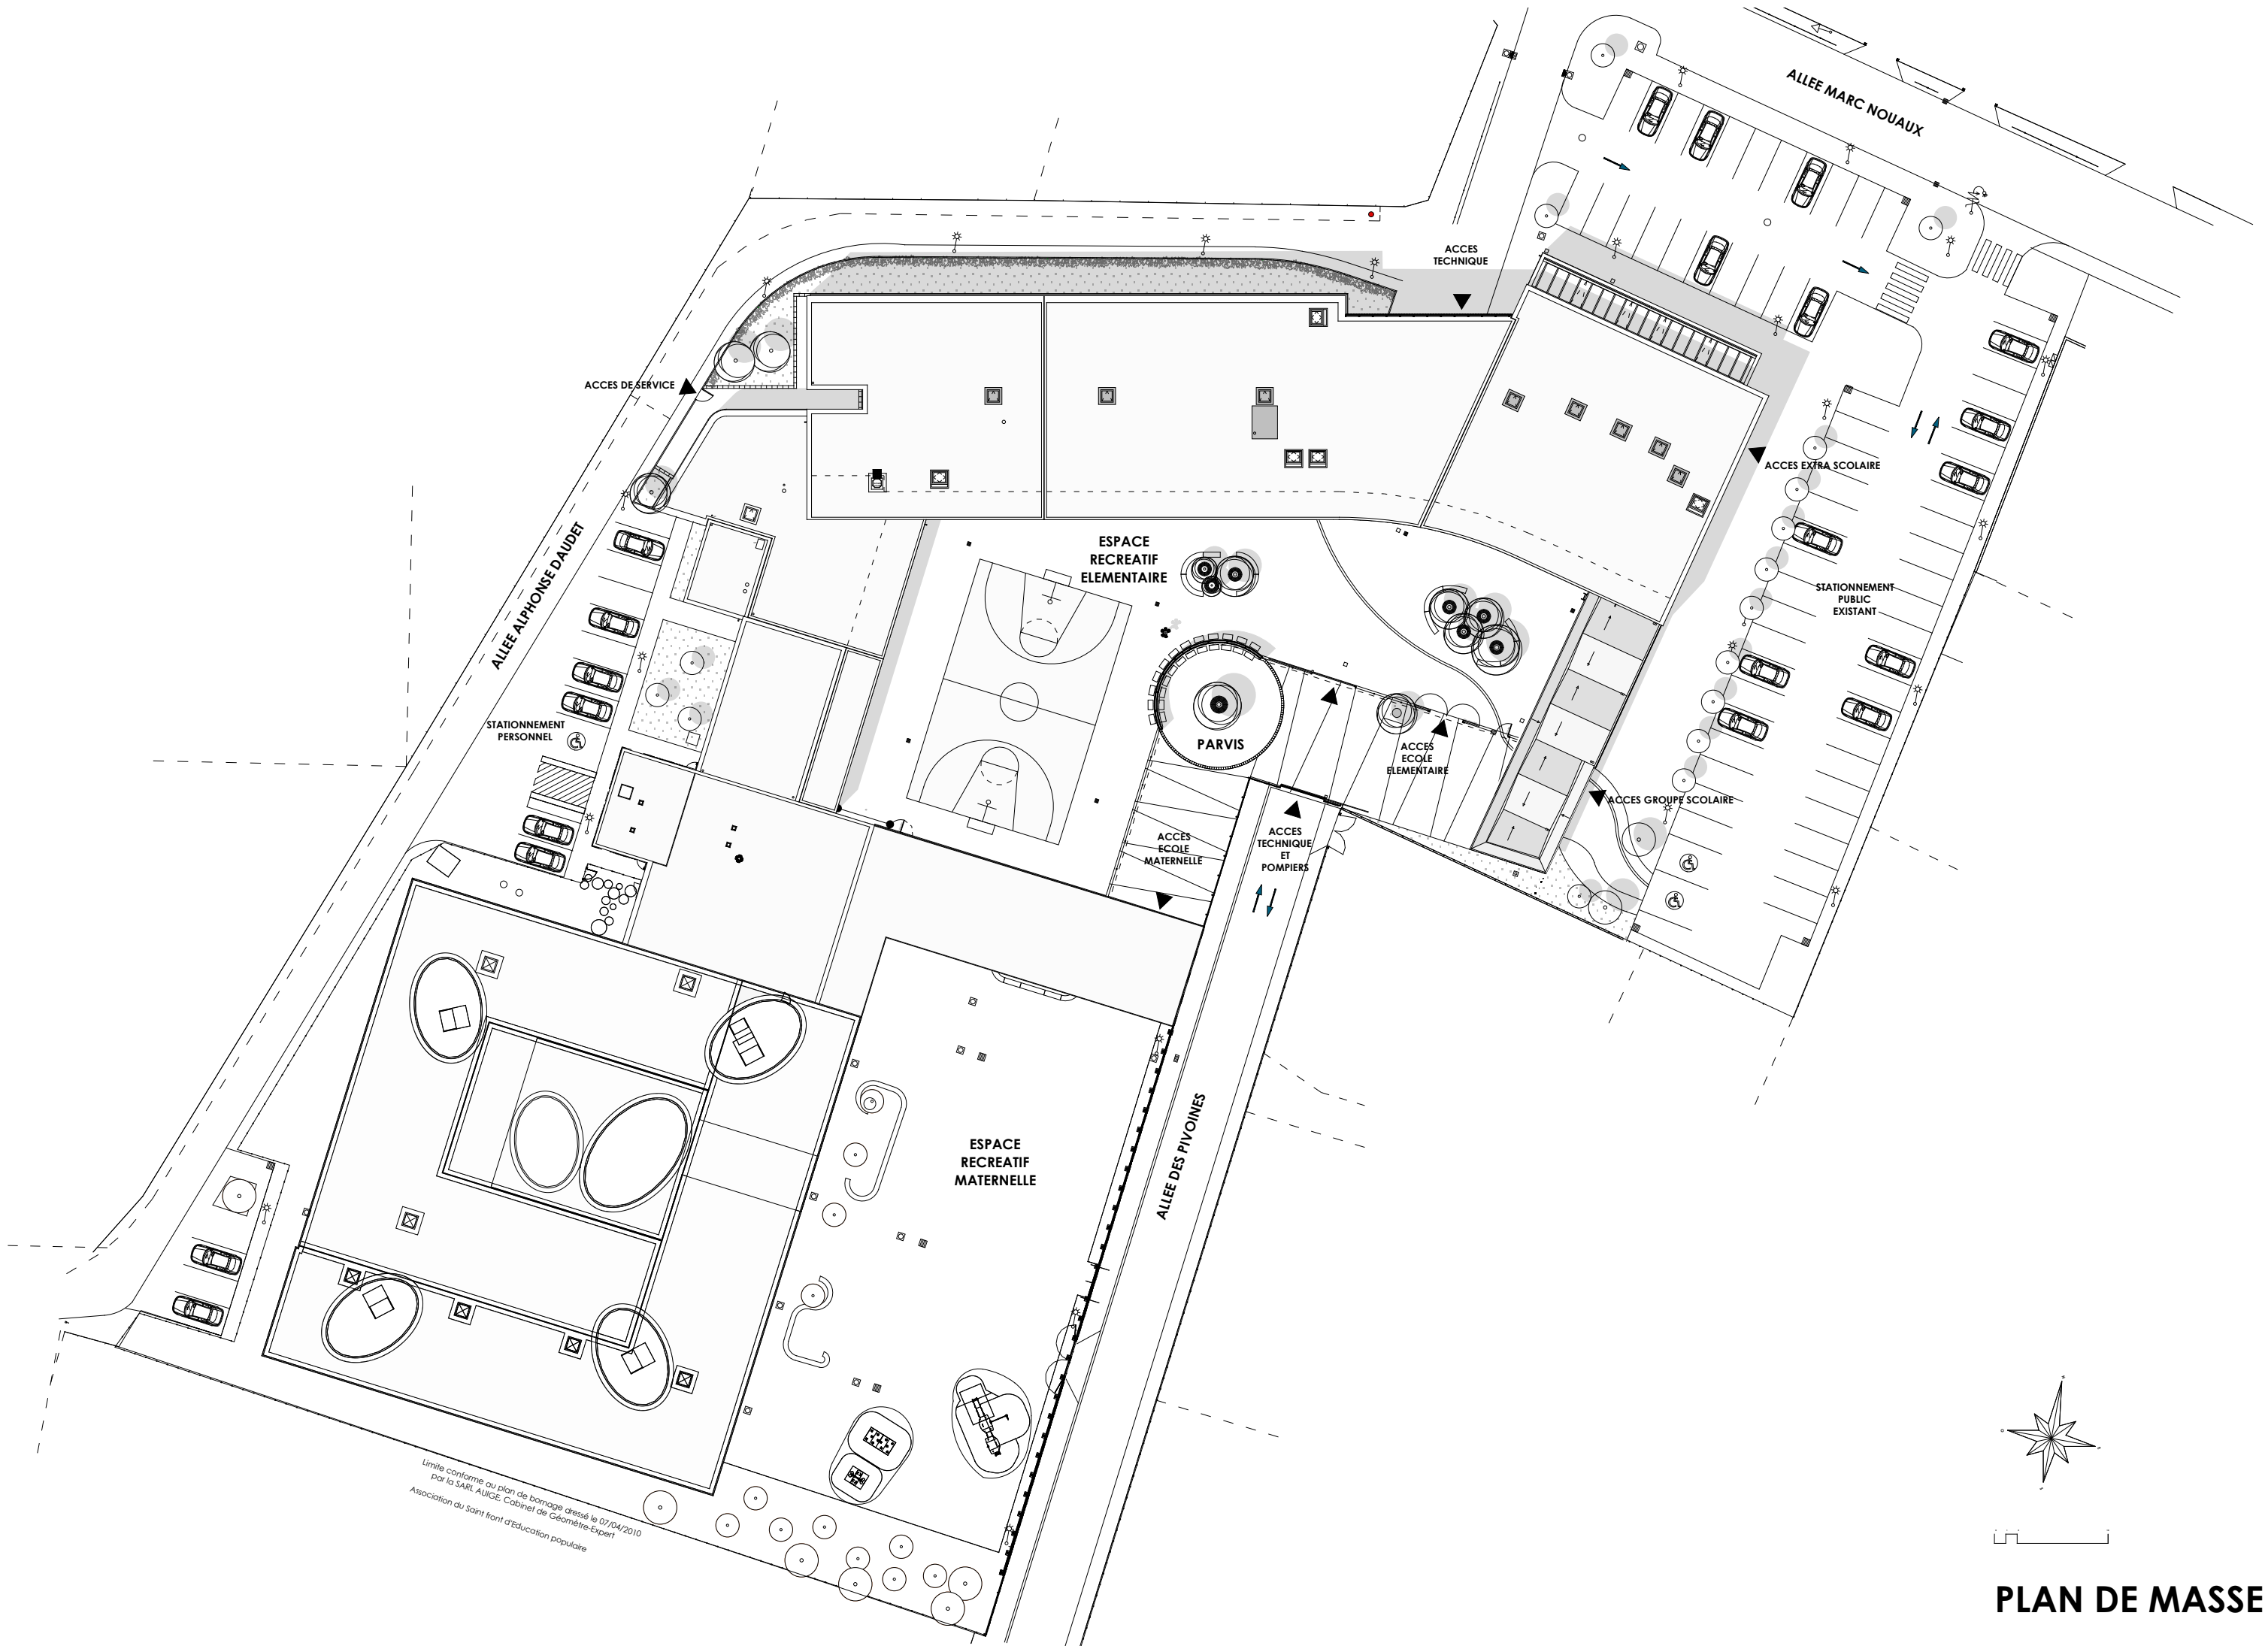 ALLEE MARC NOUAUX
ACCES
TECHNIQUE
ACCES DE SERVICE
ACCES EXTRA SCOLAIRE
ALLEE ALPHONSE DAUDET
ESPACE
RECREATIF
ELEMENTAIRE
STATIONNEMENT
PUBLIC
EXISTANT
STATIONNEMENT
PERSONNEL
PARVIS
ACCES
ECOLE
ELEMENTAIRE
ACCES GROUPE SCOLAIRE
ACCES
ECOLE
MATERNELLE
ACCES
TECHNIQUE
ET
POMPIERS
ESPACE
RECREATIF
MATERNELLE
ALLEE DES PIVOINES
Limite conforme au plan de bornage dressé le 07/04/2010
par la SARL AUIGE. Cabinet de Géomètre-Expert
Association du Saint front d'Education populaire
PLAN DE MASSE